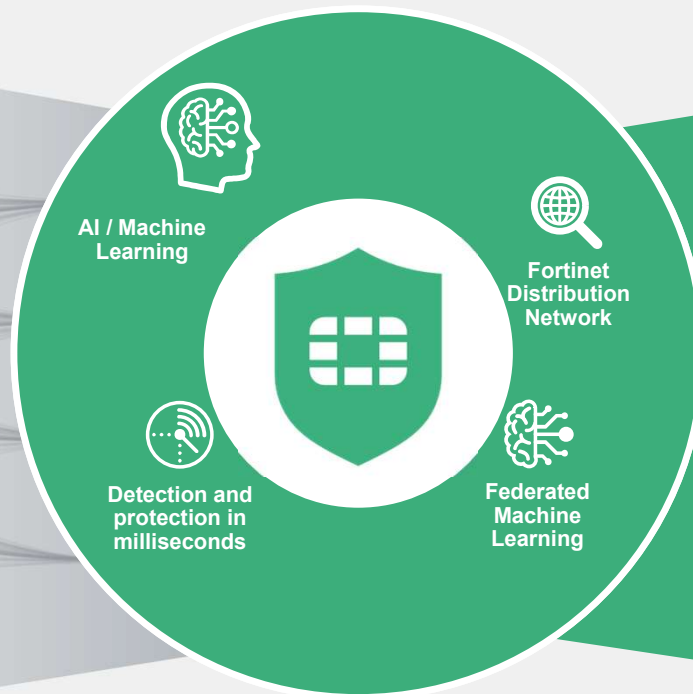 AI / Machine
Learning
Fortinet
Distribution
Network
Detection and
protection in
milliseconds
Federated
Machine
Learning